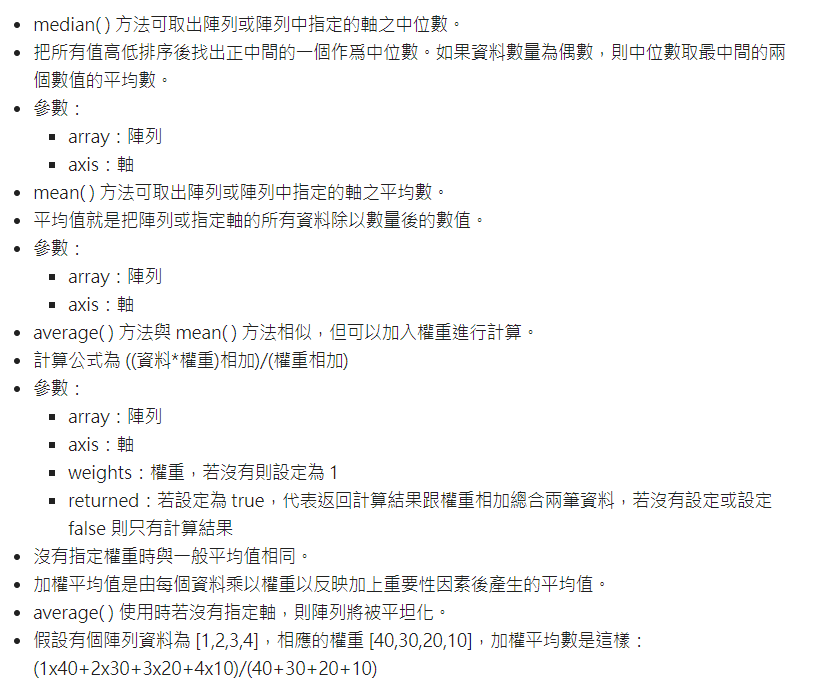 • median( ) 方法可取出陣列或陣列中指定的軸之中位數。
• 把所有值高低排序後找出正中間的一個作爲中位數。如果資料數量為偶數，則中位數取最中間的兩
個數值的平均數。
• 參數：
▪ array：陣列
▪ axis：軸
• mean( ) 方法可取出陣列或陣列中指定的軸之平均數。
• 平均值就是把陣列或指定軸的所有資料除以數量後的數值。
• 參數：
▪ array：陣列
▪ axis：軸
• average( ) 方法與 mean( ) 方法相似，但可以加入權重進行計算。
• 計算公式為 ((資料*權重)相加)/(權重相加)
• 參數：
▪ array：陣列
▪ axis：軸
▪ weights：權重，若沒有則設定為 1
▪ returned：若設定為 true，代表返回計算結果跟權重相加總合兩筆資料，若沒有設定或設定
false 則只有計算結果
• 沒有指定權重時與一般平均值相同。
• 加權平均值是由每個資料乘以權重以反映加上重要性因素後產生的平均值。
• average( ) 使用時若沒有指定軸，則陣列將被平坦化。
• 假設有個陣列資料為 [1,2,3,4]，相應的權重 [40,30,20,10]，加權平均數是這樣：
(1x40+2x30+3x20+4x10)/(40+30+20+10)